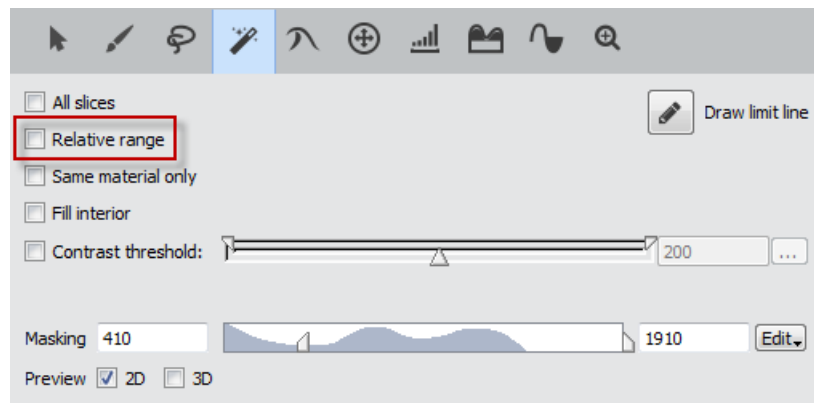 All slices
Draw limit line
Relative range
Same material only
Fill interior
Contrast threshold: 200 ...
Masking 410 1910 Edit
Preview 2D 3D